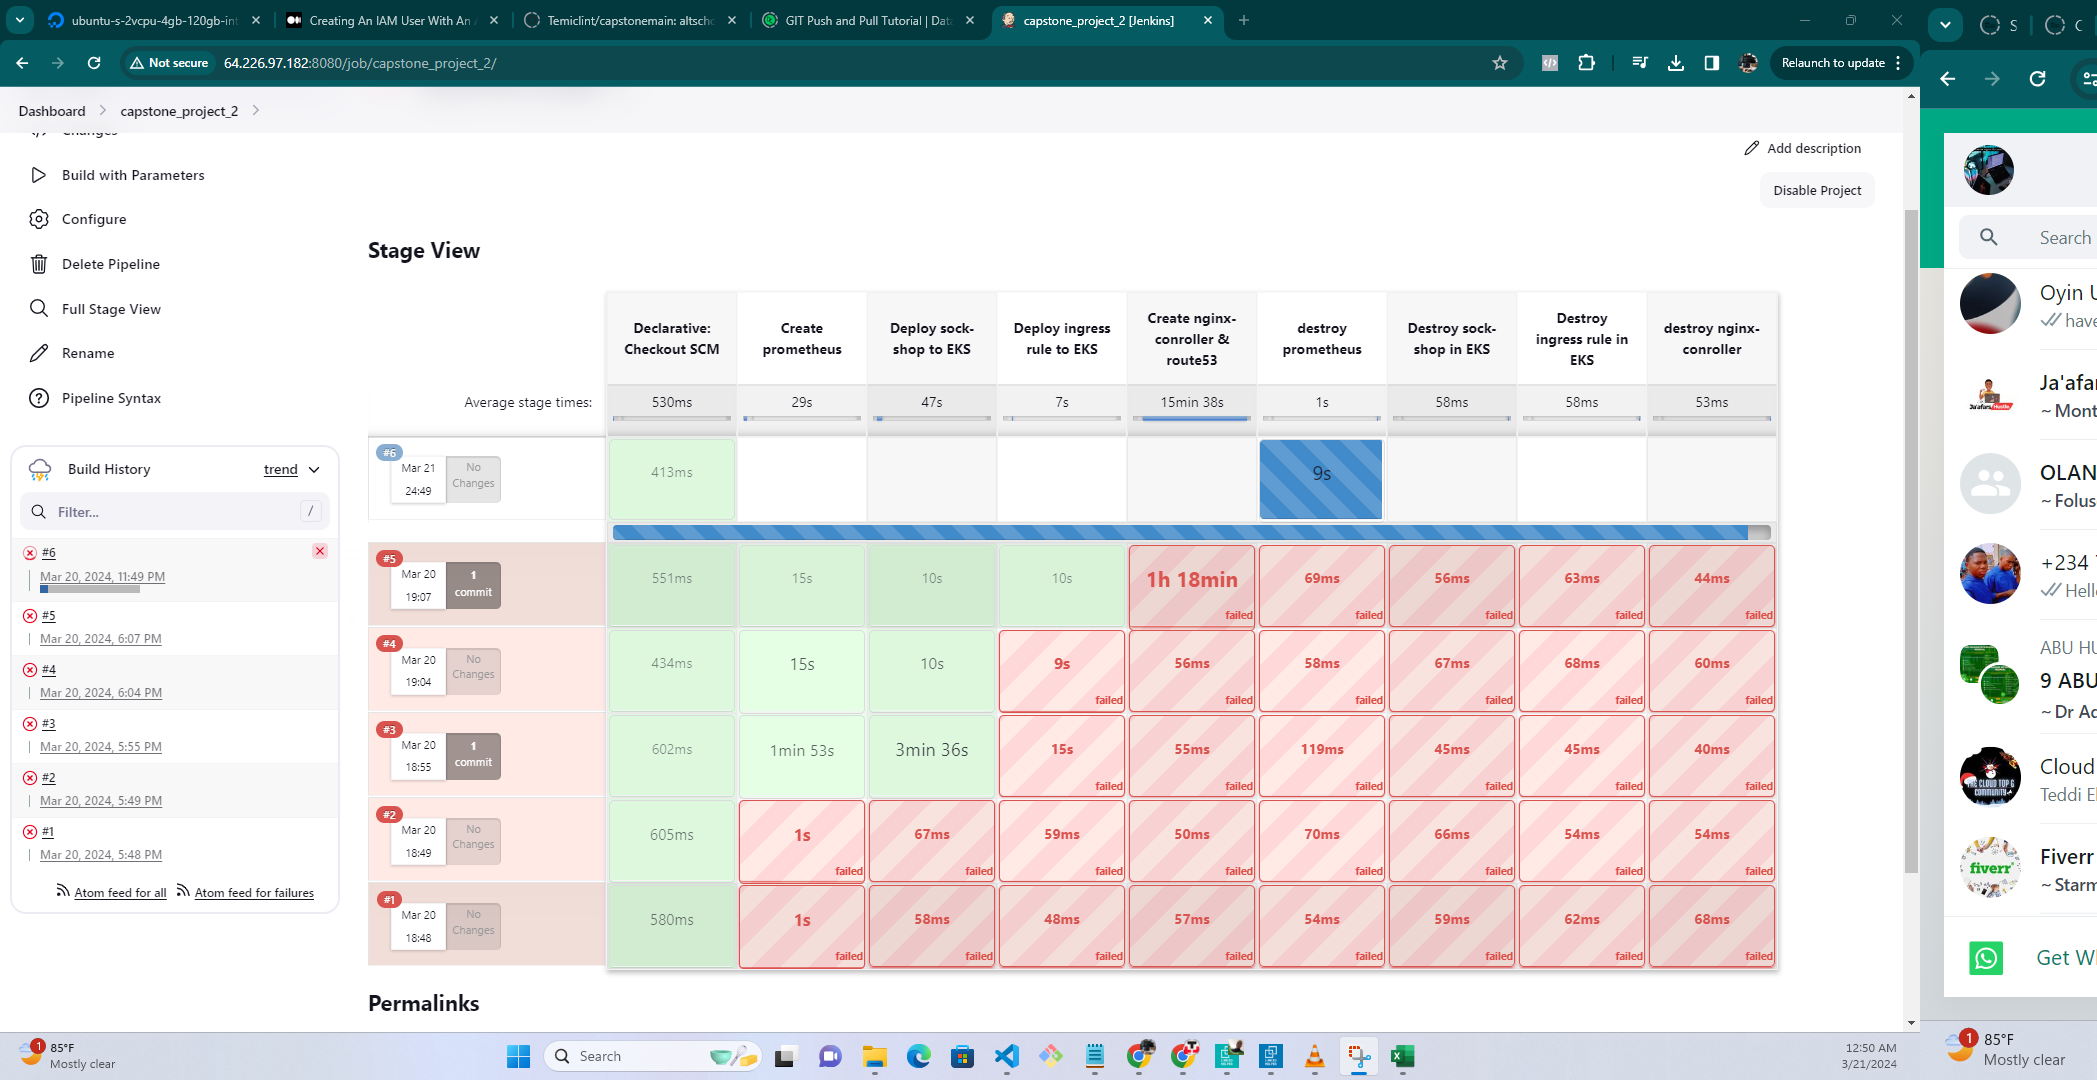 ubuntu-s-2vcpu-4gb-120gb-int
Creating An IAM User With An A
Temiclint/capstonemain: altscho
GIT Push and Pull Tutorial | Data
capstone_project_2 [Jenkins]
Not secure
64.226.97.182:8080/job/capstone_project_2/
Relaunch to update
Dashboard
capstone_project_2
Changes
Build with Parameters
Configure
Delete Pipeline
Full Stage View
Rename
Pipeline Syntax
Build History
trend
Filter...
/
#6
Mar 20, 2024, 11:49 PM
#5
Mar 20, 2024, 6:07 PM
#4
Mar 20, 2024, 6:04 PM
#3
Mar 20, 2024, 5:55 PM
#2
Mar 20, 2024, 5:49 PM
#1
Mar 20, 2024, 5:48 PM
Atom feed for all
Atom feed for failures
Add description
Disable Project
Stage View
Declarative:
Checkout SCM
Create
prometheus
Deploy sock-
shop to EKS
Deploy ingress
rule to EKS
Create nginx-
conroller &
route53
destroy
prometheus
Destroy sock-
shop in EKS
Destroy
ingress rule in
EKS
destroy nginx-
conroller
Average stage times:
530ms
29s
47s
7s
15min 38s
1s
58ms
58ms
53ms
#6
Mar 21
24:49
No
Changes
413ms
9s
#5
Mar 20
19:07
1
commit
551ms
15s
10s
10s
1h 18min
failed
69ms
failed
56ms
failed
63ms
failed
44ms
failed
#4
Mar 20
19:04
No
Changes
434ms
15s
10s
9s
failed
56ms
failed
58ms
failed
67ms
failed
68ms
failed
60ms
failed
#3
Mar 20
18:55
1
commit
602ms
1min 53s
3min 36s
15s
failed
55ms
failed
119ms
failed
45ms
failed
45ms
failed
40ms
failed
#2
Mar 20
18:49
No
Changes
605ms
1s
failed
67ms
failed
59ms
failed
50ms
failed
70ms
failed
66ms
failed
54ms
failed
54ms
failed
#1
Mar 20
18:48
No
Changes
580ms
1s
failed
58ms
failed
48ms
failed
57ms
failed
54ms
failed
59ms
failed
62ms
failed
68ms
failed
Permalinks
S
C
Search
Oyin U
have
Ja'afar
~ Mont
OLAN
~ Folus
+234
Hell
ABU HU
9 ABU
~ Dr Ad
Cloud
Teddi El
Fiverr
~ Starm
fiverr
Get Wh
1
85°F
Mostly clear
Search
12:50 AM
3/21/2024
1
85°F
Mostly clear